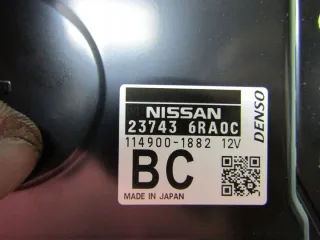 NISSAN
23743 6RA0C
114900-1882 12V
BC
MADE IN JAPAN
DENSO